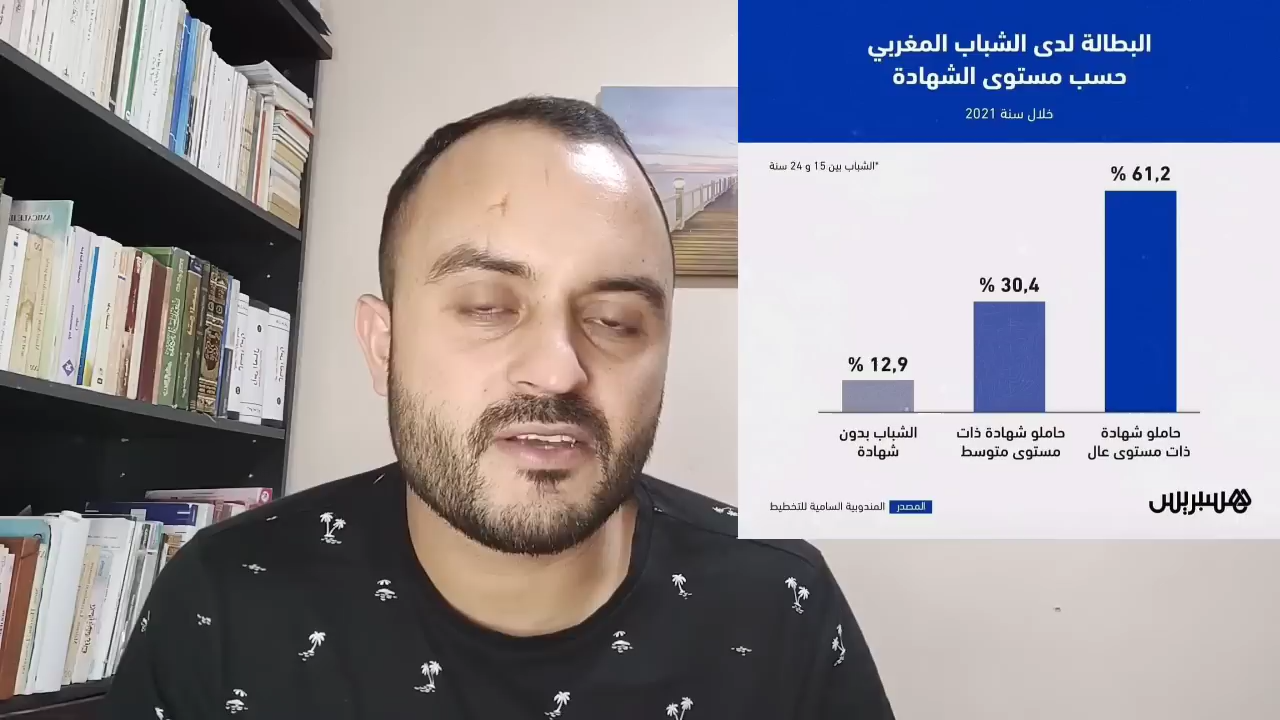 البطالة لدى الشباب المغربي
حسب مستوى الشهادة
خلال سنة 2021
*الشباب بين 15 و 24 سنة
% 61,2
% 30,4
% 12,9
حاملو شهادة
ذات مستوى عال
حاملو شهادة ذات
مستوى متوسط
الشباب بدون
شهادة
المصدر المندوبية السامية للتخطيط
هسبريس
AMICALE